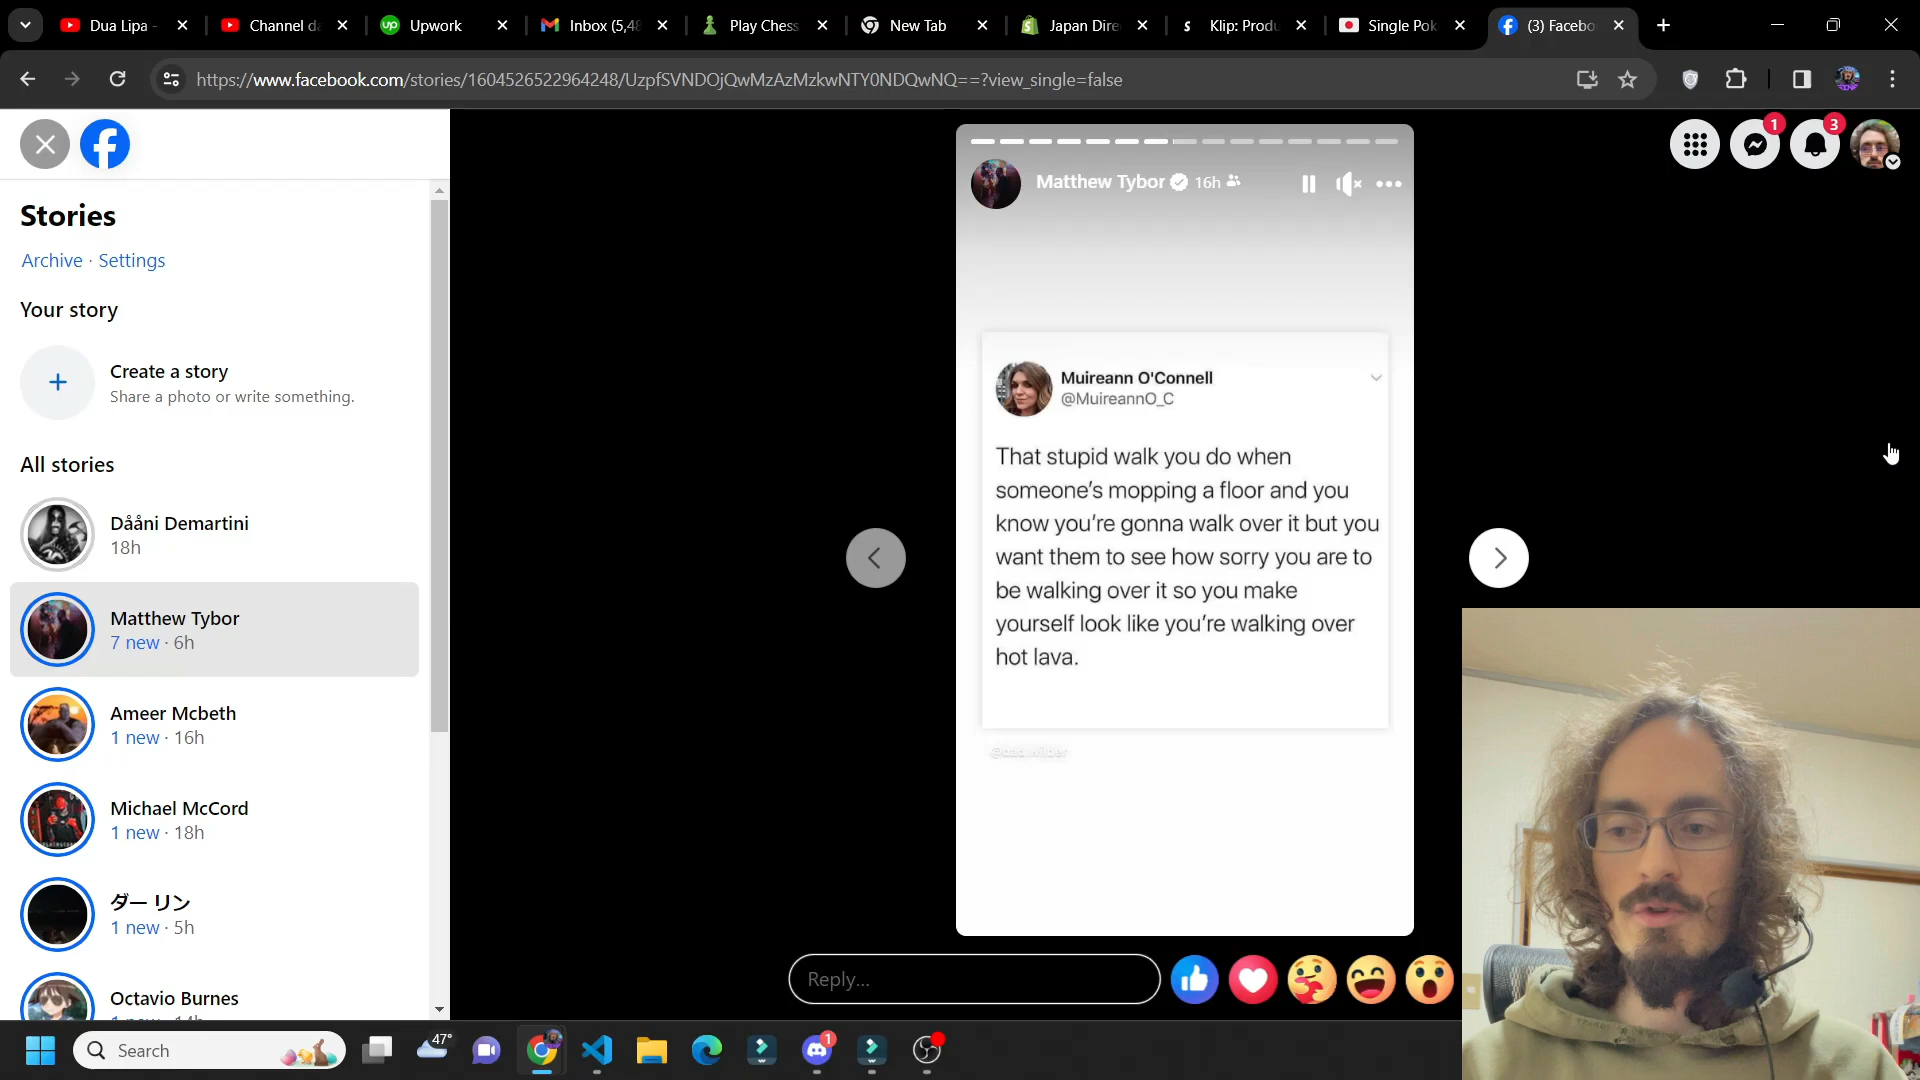 Dua Lipa -
Channel da
Upwork
Inbox (5,48
Play Chess
New Tab
Japan Dire
Klip: Produ
Single Pok
(3) Facebo
https://www.facebook.com/stories/1604526522964248/UzpfSVNDOjQwMzAzMzkwNTY0NDQwNQ==?view_single=false
Stories
Archive · Settings
Your story
Create a story
Share a photo or write something.
All stories
Dååni Demartini
18h
Matthew Tybor
7 new · 6h
Ameer Mcbeth
1 new · 16h
Michael McCord
1 new · 18h
ダー リン
1 new · 5h
Octavio Burnes
Matthew Tybor 16h
1
3
Muireann O'Connell
@MuireannO_C
That stupid walk you do when
someone's mopping a floor and you
know you're gonna walk over it but you
want them to see how sorry you are to
be walking over it so you make
yourself look like you're walking over
hot lava.
Reply...
Search
47°
1